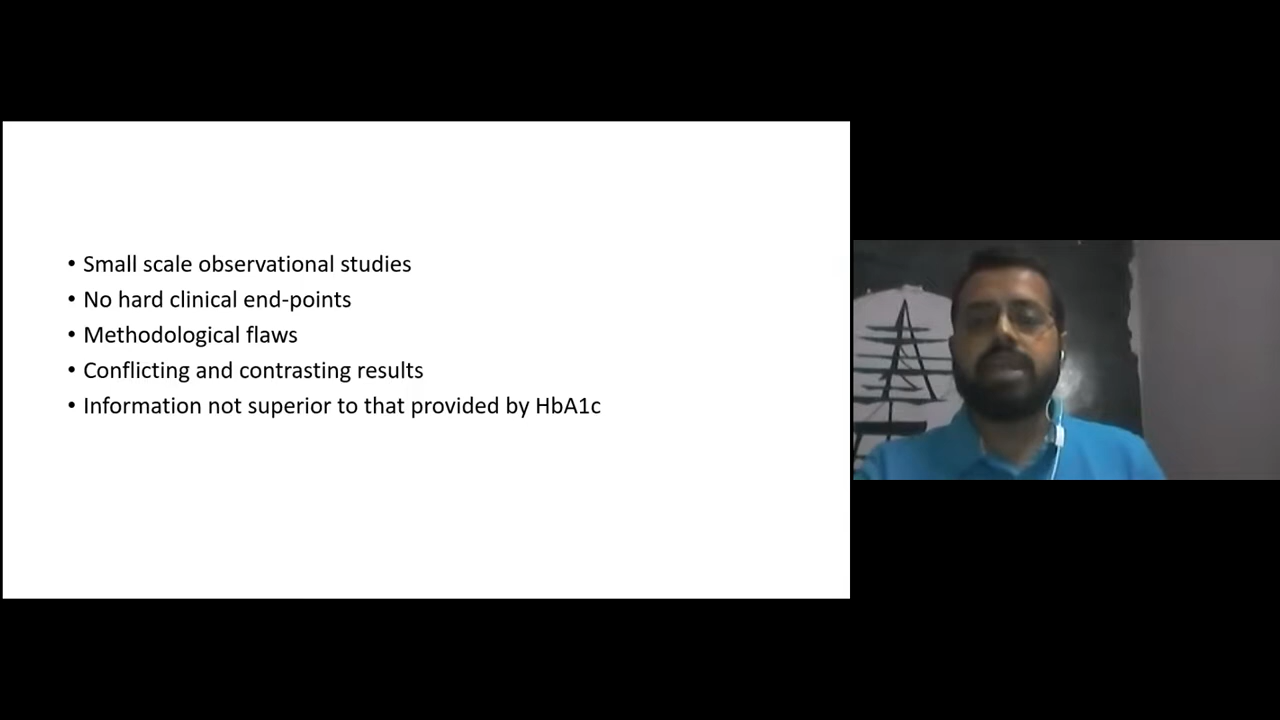 • Small scale observational studies
• No hard clinical end-points
• Methodological flaws
• Conflicting and contrasting results
• Information not superior to that provided by HbA1c